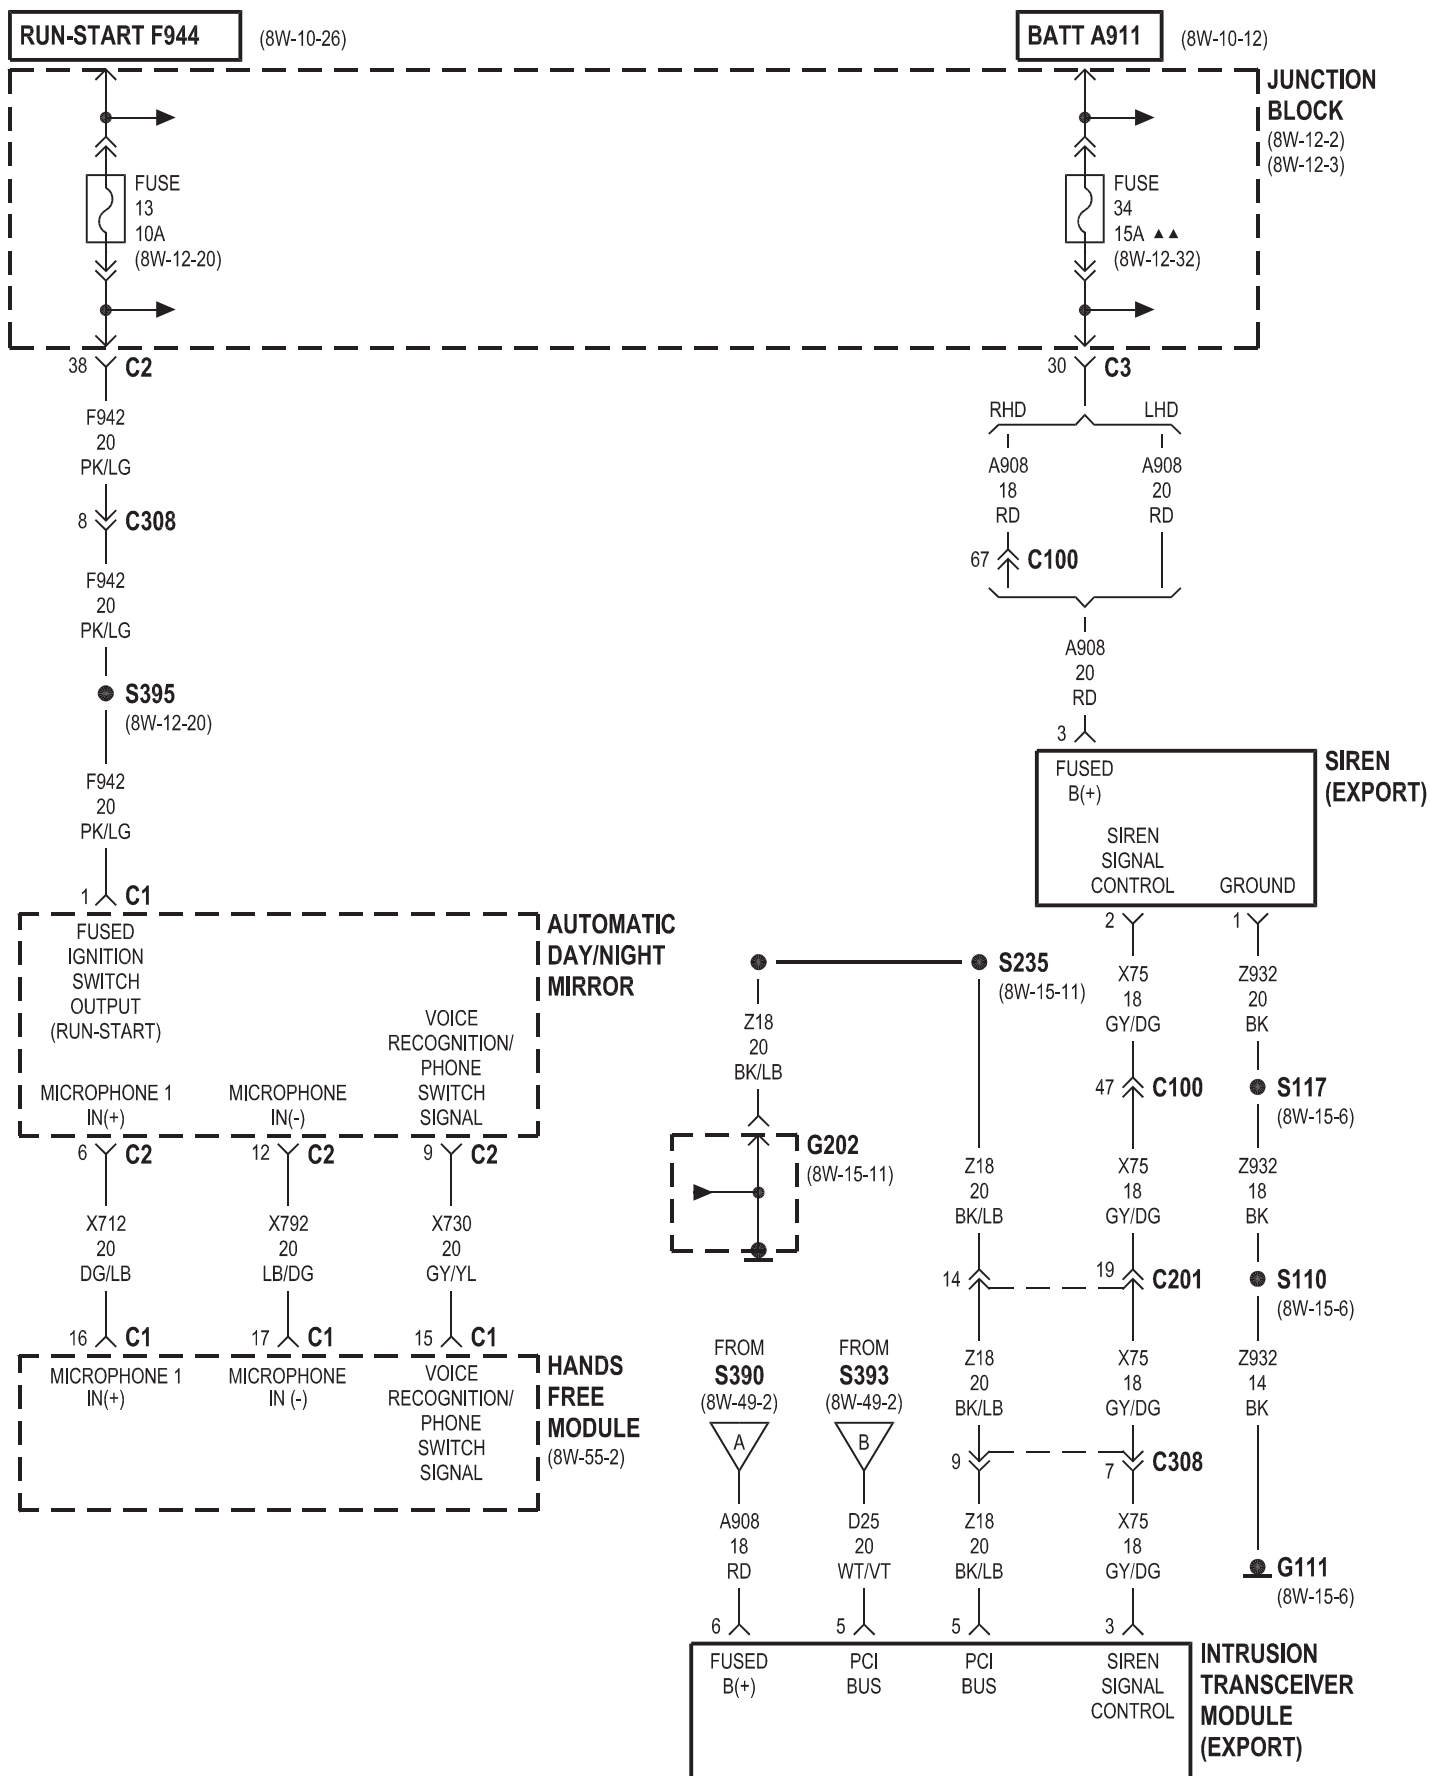 RUN-START F944
(8W-10-26)
BATT A911
(8W-10-12)
JUNCTION
BLOCK
(8W-12-2)
(8W-12-3)
FUSE
13
10A
(8W-12-20)
FUSE
34
15A ▲▲
(8W-12-32)
38
C2
30
C3
F942
20
PK/LG
RHD
LHD
A908
18
RD
A908
20
RD
8
C308
67
C100
F942
20
PK/LG
A908
20
RD
S395
(8W-12-20)
3
FUSED
B(+)
SIREN
SIGNAL
CONTROL
GROUND
SIREN
(EXPORT)
F942
20
PK/LG
1
C1
FUSED
IGNITION
SWITCH
OUTPUT
(RUN-START)
VOICE
RECOGNITION/
PHONE
SWITCH
SIGNAL
MICROPHONE 1
IN(+)
MICROPHONE
IN(-)
AUTOMATIC
DAY/NIGHT
MIRROR
2
1
S235
(8W-15-11)
X75
18
GY/DG
Z932
20
BK
Z18
20
BK/LB
47
C100
S117
(8W-15-6)
G202
(8W-15-11)
6
C2
12
C2
9
C2
Z18
20
BK/LB
X75
18
GY/DG
Z932
18
BK
X712
20
DG/LB
X792
20
LB/DG
X730
20
GY/YL
14
19
C201
S110
(8W-15-6)
16
C1
17
C1
15
C1
MICROPHONE 1
IN(+)
MICROPHONE
IN (-)
VOICE
RECOGNITION/
PHONE
SWITCH
SIGNAL
HANDS
FREE
MODULE
(8W-55-2)
FROM
S390
(8W-49-2)
A
FROM
S393
(8W-49-2)
B
Z18
20
BK/LB
X75
18
GY/DG
Z932
14
BK
9
7
C308
A908
18
RD
D25
20
WT/VT
Z18
20
BK/LB
X75
18
GY/DG
G111
(8W-15-6)
6
5
5
3
FUSED
B(+)
PCI
BUS
PCI
BUS
SIREN
SIGNAL
CONTROL
INTRUSION
TRANSCEIVER
MODULE
(EXPORT)